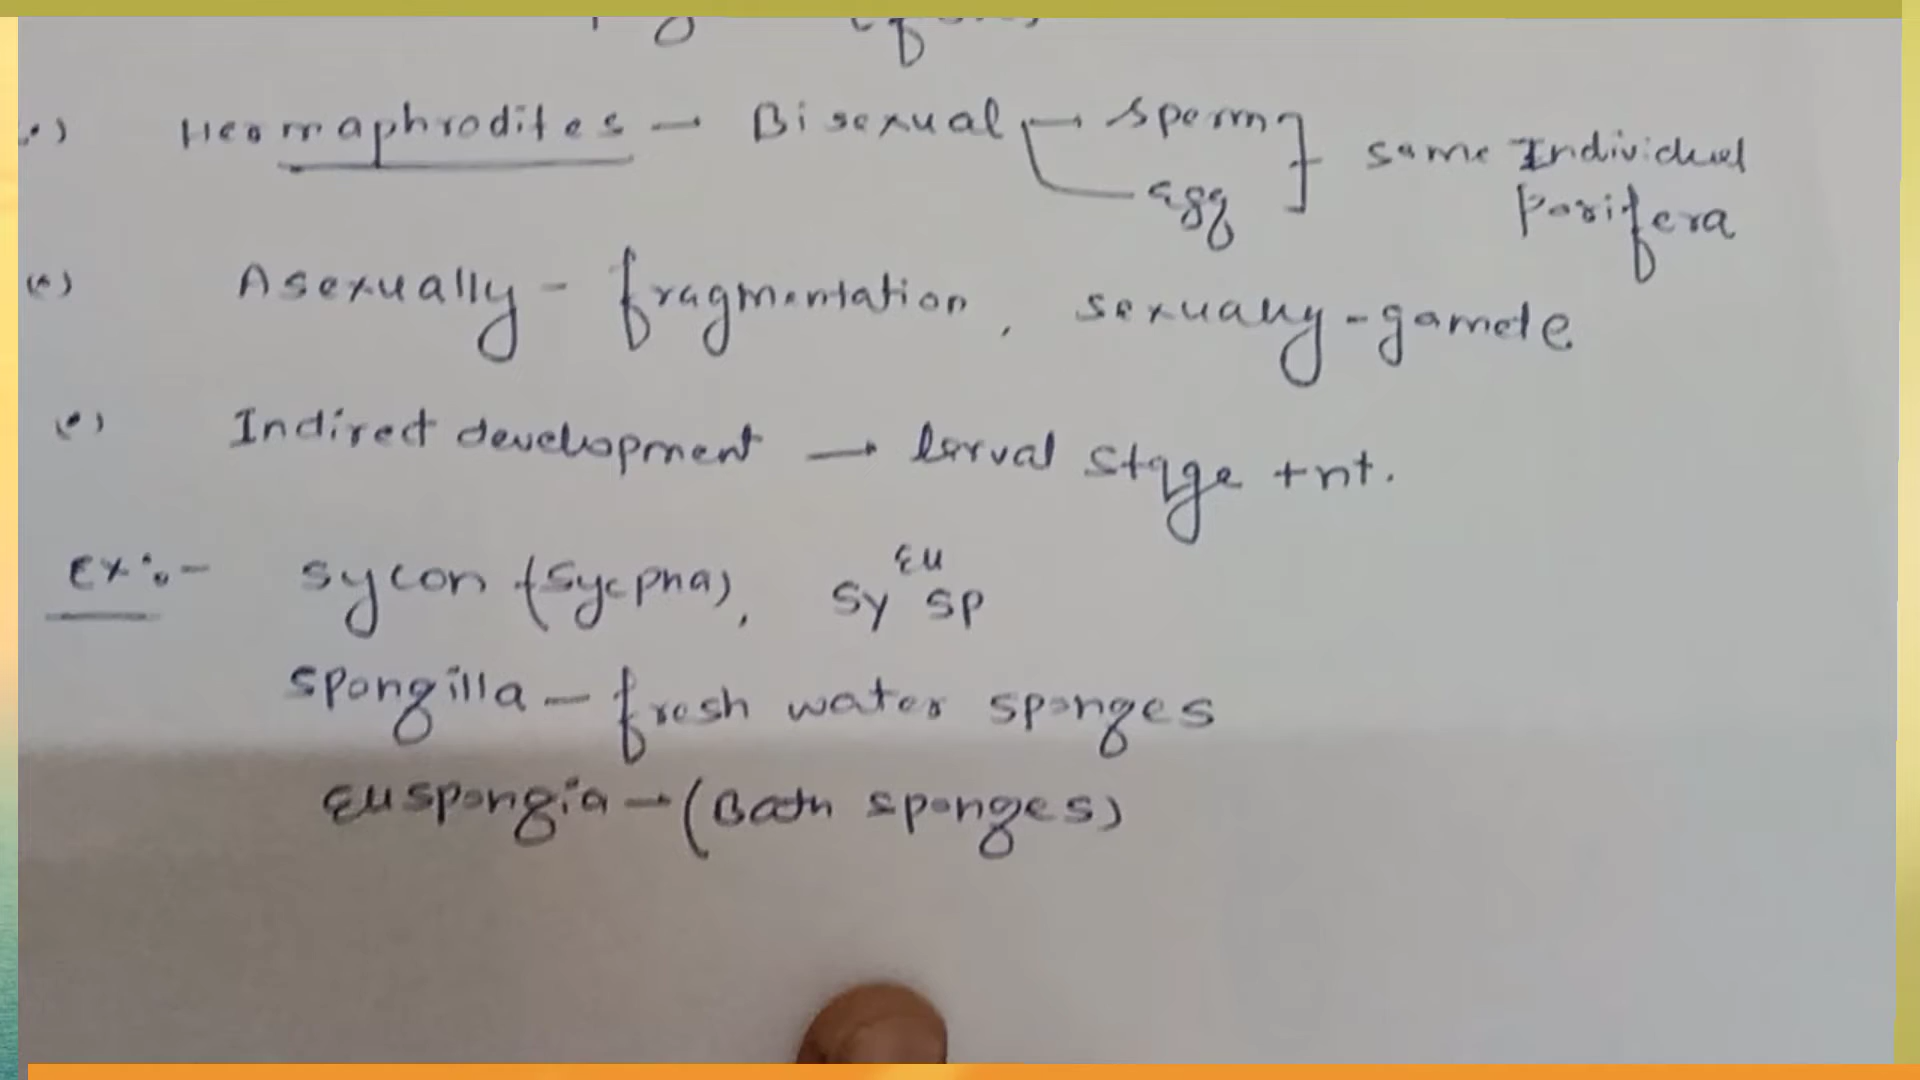 Hermaphrodites → Bisexual → sperm ] same Individual
egg porifera
Asexually - fragmentation, sexually - gamete
Indirect development → larval stage +nt.
Ex:- sycon (Sycpha), sy eu sp
spongilla - fresh water sponges
Euspongia → (Bath sponges)